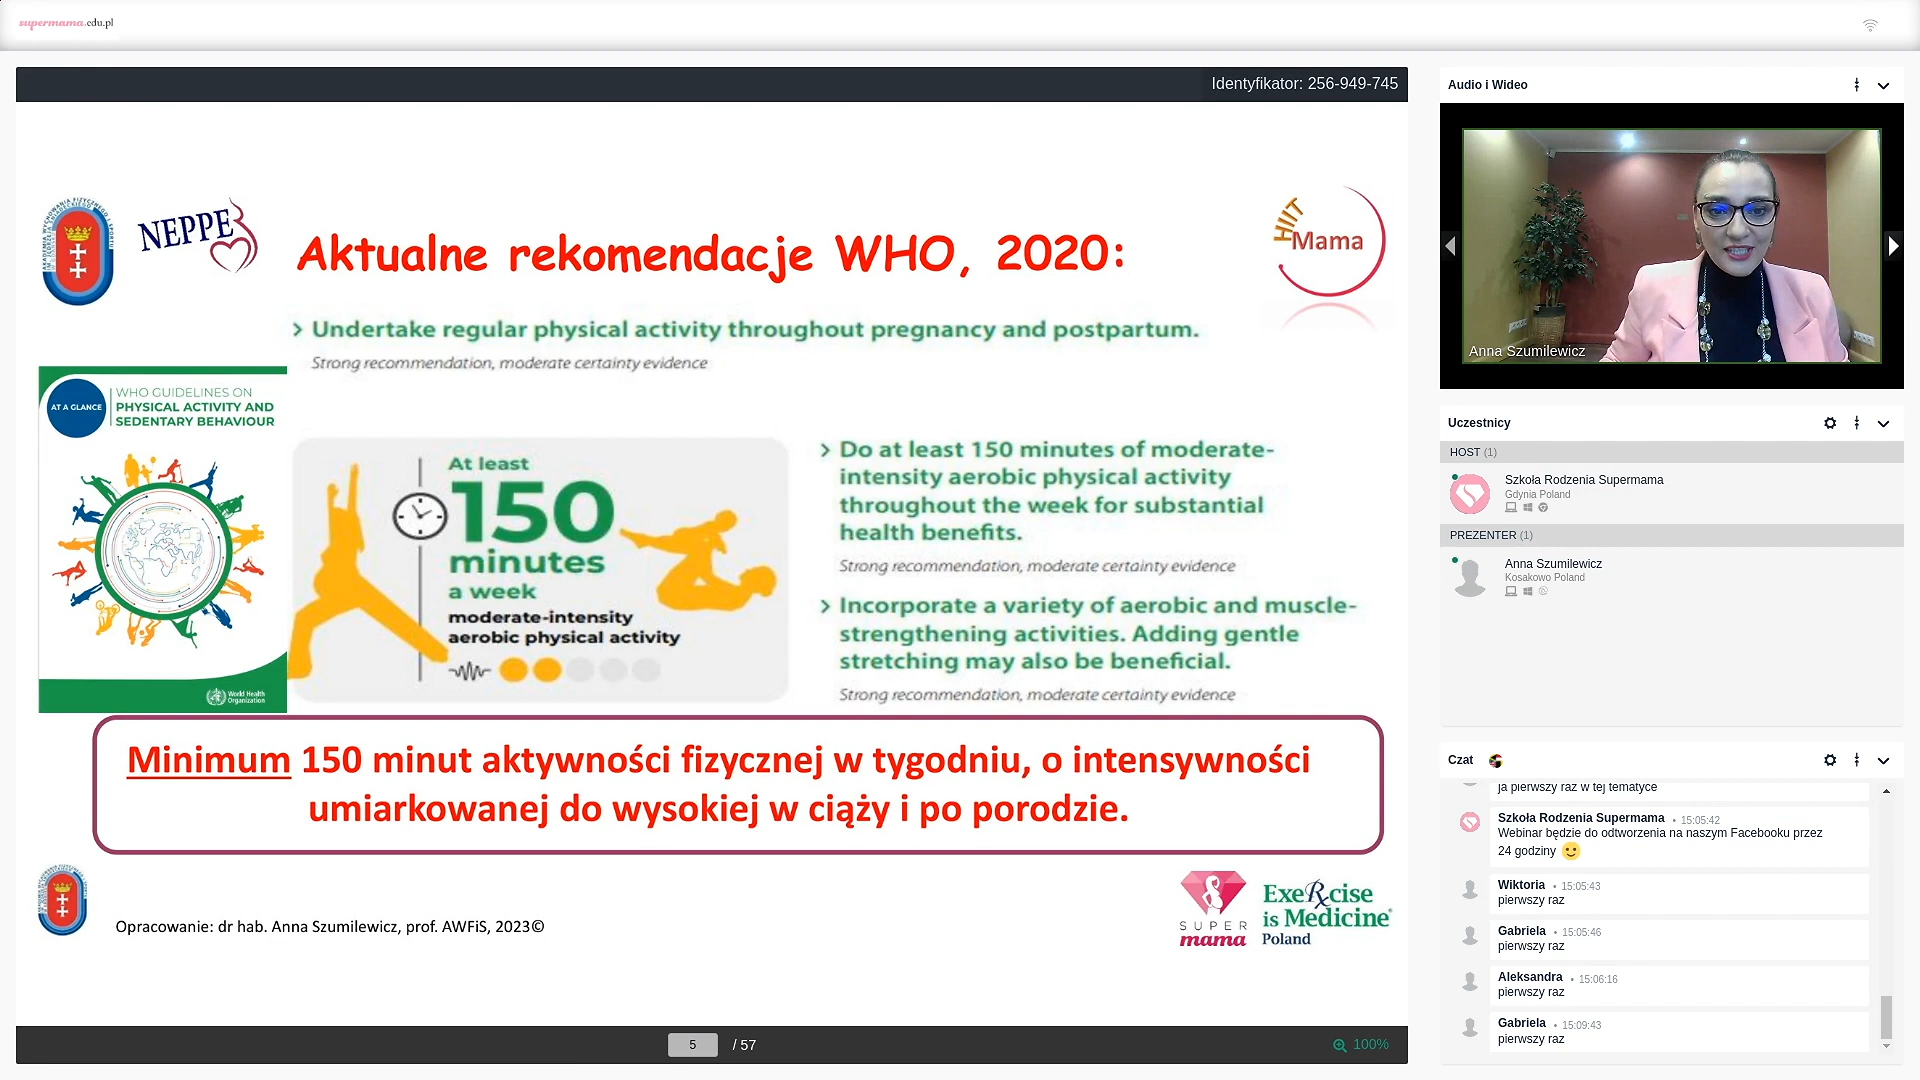 supermama.edu.pl
Identyfikator: 256-949-745
NEPPE
HIT
Mama
Aktualne rekomendacje WHO, 2020:
Undertake regular physical activity throughout pregnancy and postpartum.
Strong recommendation, moderate certainty evidence
AT A GLANCE
WHO GUIDELINES ON
PHYSICAL ACTIVITY AND
SEDENTARY BEHAVIOUR
World Health
Organization
At least
150
minutes
a week
moderate-intensity
aerobic physical activity
Do at least 150 minutes of moderate-
intensity aerobic physical activity
throughout the week for substantial
health benefits.
Strong recommendation, moderate certainty evidence
Incorporate a variety of aerobic and muscle-
strengthening activities. Adding gentle
stretching may also be beneficial.
Strong recommendation, moderate certainty evidence
Minimum 150 minut aktywności fizycznej w tygodniu, o intensywności
umiarkowanej do wysokiej w ciąży i po porodzie.
Opracowanie: dr hab. Anna Szumilewicz, prof. AWFiS, 2023©
SUPER
mama
ExeRcise
is Medicine®
Poland
5 / 57
100%
Audio i Wideo
Anna Szumilewicz
Uczestnicy
HOST (1)
Szkoła Rodzenia Supermama
Gdynia Poland
PREZENTER (1)
Anna Szumilewicz
Kosakowo Poland
Czat
ja pierwszy raz w tej tematyce
Szkoła Rodzenia Supermama • 15:05:42
Webinar będzie do odtworzenia na naszym Facebooku przez
24 godziny
Wiktoria • 15:05:43
pierwszy raz
Gabriela • 15:05:46
pierwszy raz
Aleksandra • 15:06:16
pierwszy raz
Gabriela • 15:09:43
pierwszy raz